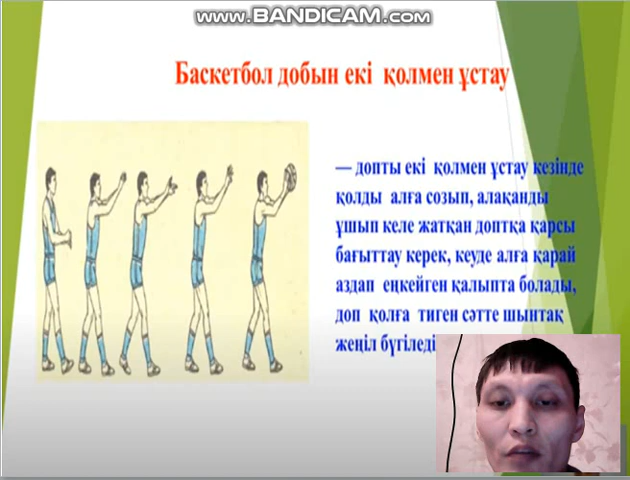 www.BANDICAM.com
Баскетбол добын екі қолмен ұстау
— допты екі қолмен ұстау кезінде
қолды алға созып, алақанды
ұшып келе жатқан доптқа қарсы
бағыттау керек, кеуде алға қарай
аздап еңкейген қалыпта болады,
доп қолға тиген сәтте шынтақ
жеңіл бүгіледі